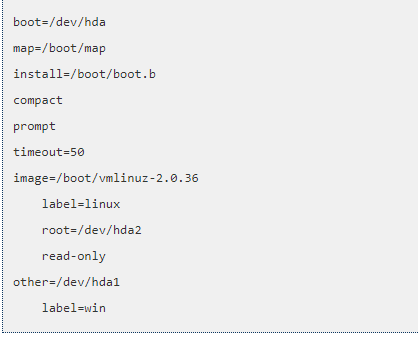 boot=/dev/hda
map=/boot/map
install=/boot/boot.b
compact
prompt
timeout=50
image=/boot/vmlinuz-2.0.36
    label=linux
    root=/dev/hda2
    read-only
other=/dev/hda1
    label=win